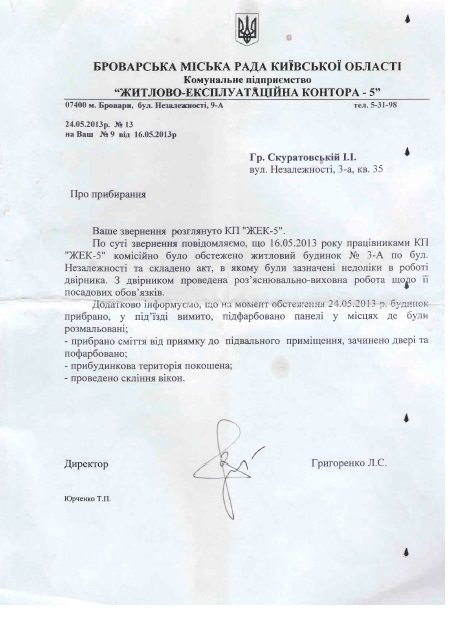 БРОВАРСЬКА МІСЬКА РАДА КИЇВСЬКОЇ ОБЛАСТІ
Комунальне підприємство
“ЖИТЛОВО-ЕКСПЛУАТАЦІЙНА КОНТОРА - 5”
07400 м. Бровари, бул. Незалежності, 9-А тел. 5-31-98
24.05.2013р. № 13
на Ваш № 9 від 16.05.2013р
Гр. Скуратовській І.І.
вул. Незалежності, 3-а, кв. 35
Про прибирання
Ваше звернення розглянуто КП "ЖЕК-5".
По суті звернення повідомляємо, що 16.05.2013 року працівниками КП
"ЖЕК-5" комісійно було обстежено житловий будинок № 3-А по бул.
Незалежності та складено акт, в якому були зазначені недоліки в роботі
двірника. З двірником проведена роз'яснювально-виховна робота щодо її
посадових обов'язків.
Додатково інформуємо, що на момент обстеження 24.05.2013 р. будинок
прибрано, у під'їзді вимито, підфарбовано панелі у місцях де були
розмальовані;
- прибрано сміття від приямку до підвального приміщення, зачинено двері та
пофарбовано;
- прибудинкова територія покошена;
- проведено скління вікон.
Директор Григоренко Л.С.
Юрченко Т.П.